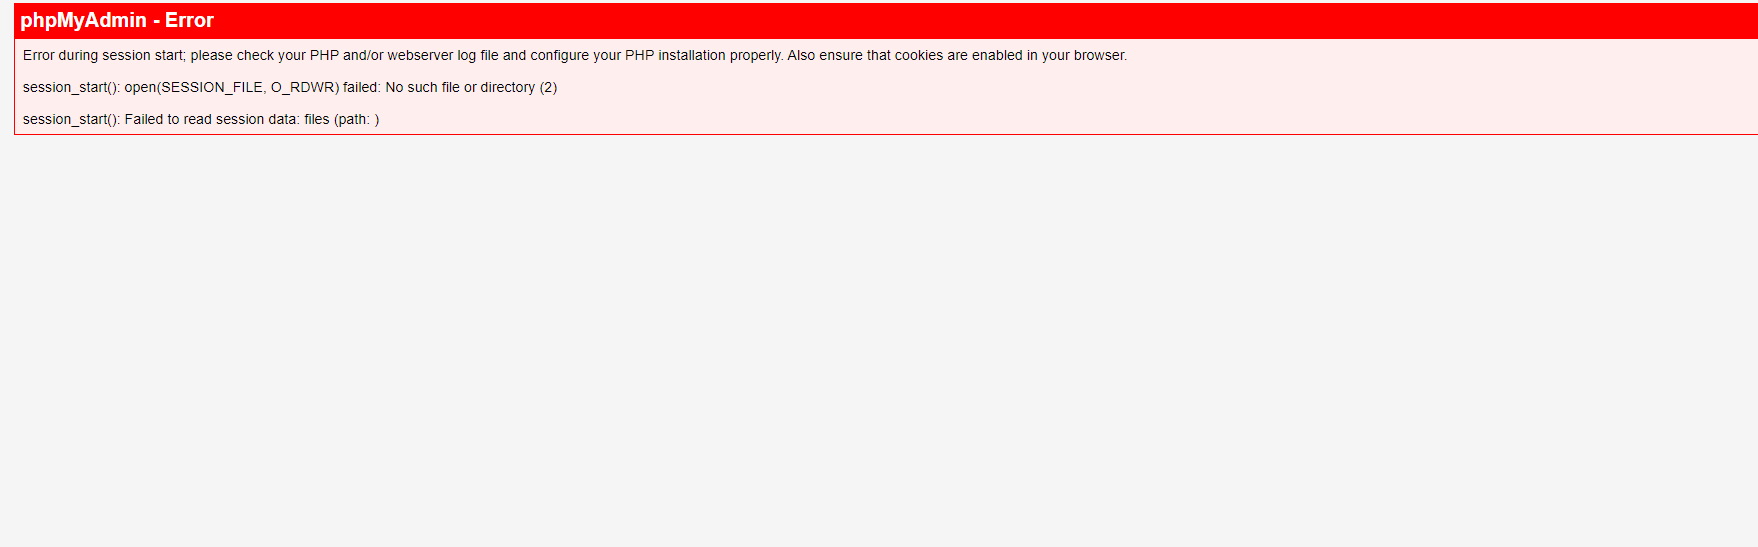 phpMyAdmin - Error
Error during session start; please check your PHP and/or webserver log file and configure your PHP installation properly. Also ensure that cookies are enabled in your browser.
session_start(): open(SESSION_FILE, O_RDWR) failed: No such file or directory (2)
session_start(): Failed to read session data: files (path: )